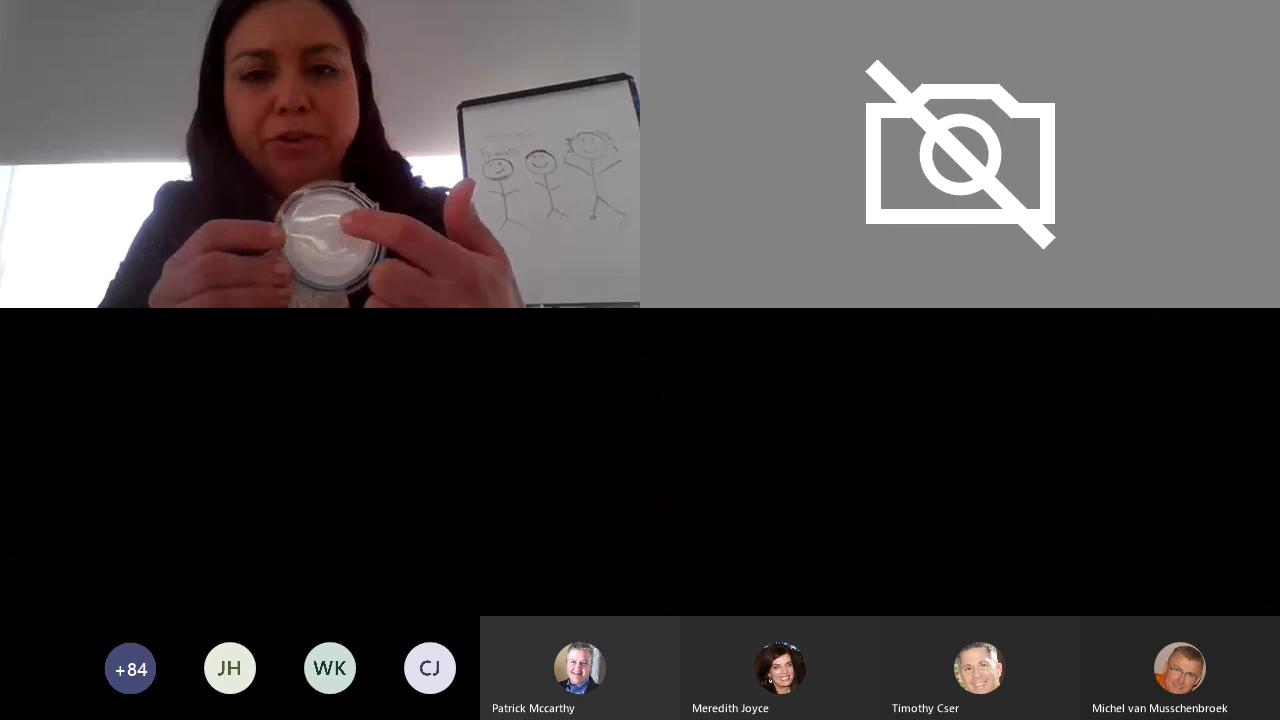 +84
JH
WK
CJ
Patrick Mccarthy
Meredith Joyce
Timothy Cser
Michel van Musschenbroek